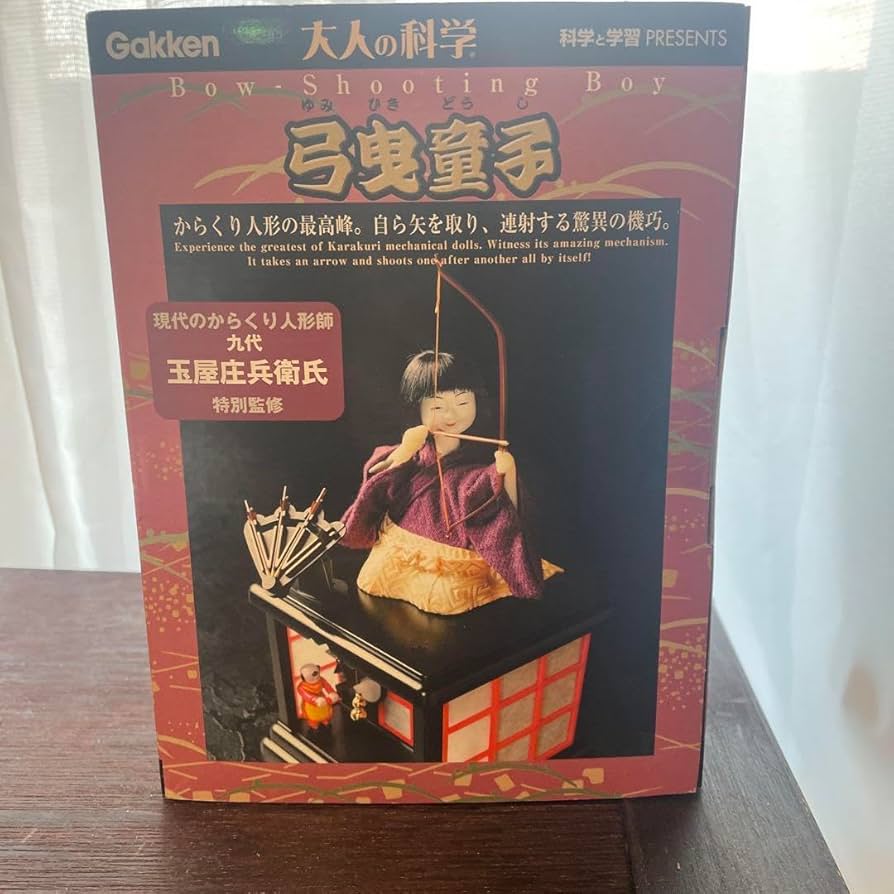 Gakken
大人の科学
科学と学習 PRESENTS
Bow-Shooting Boy
ゆみ ひき どう じ
弓曳童子
からくり人形の最高峰。自ら矢を取り、連射する驚異の機巧。
Experience the greatest of Karakuri mechanical dolls. Witness its amazing mechanism.
It takes an arrow and shoots one after another all by itself!
現代のからくり人形師
九代
玉屋庄兵衛氏
特別監修